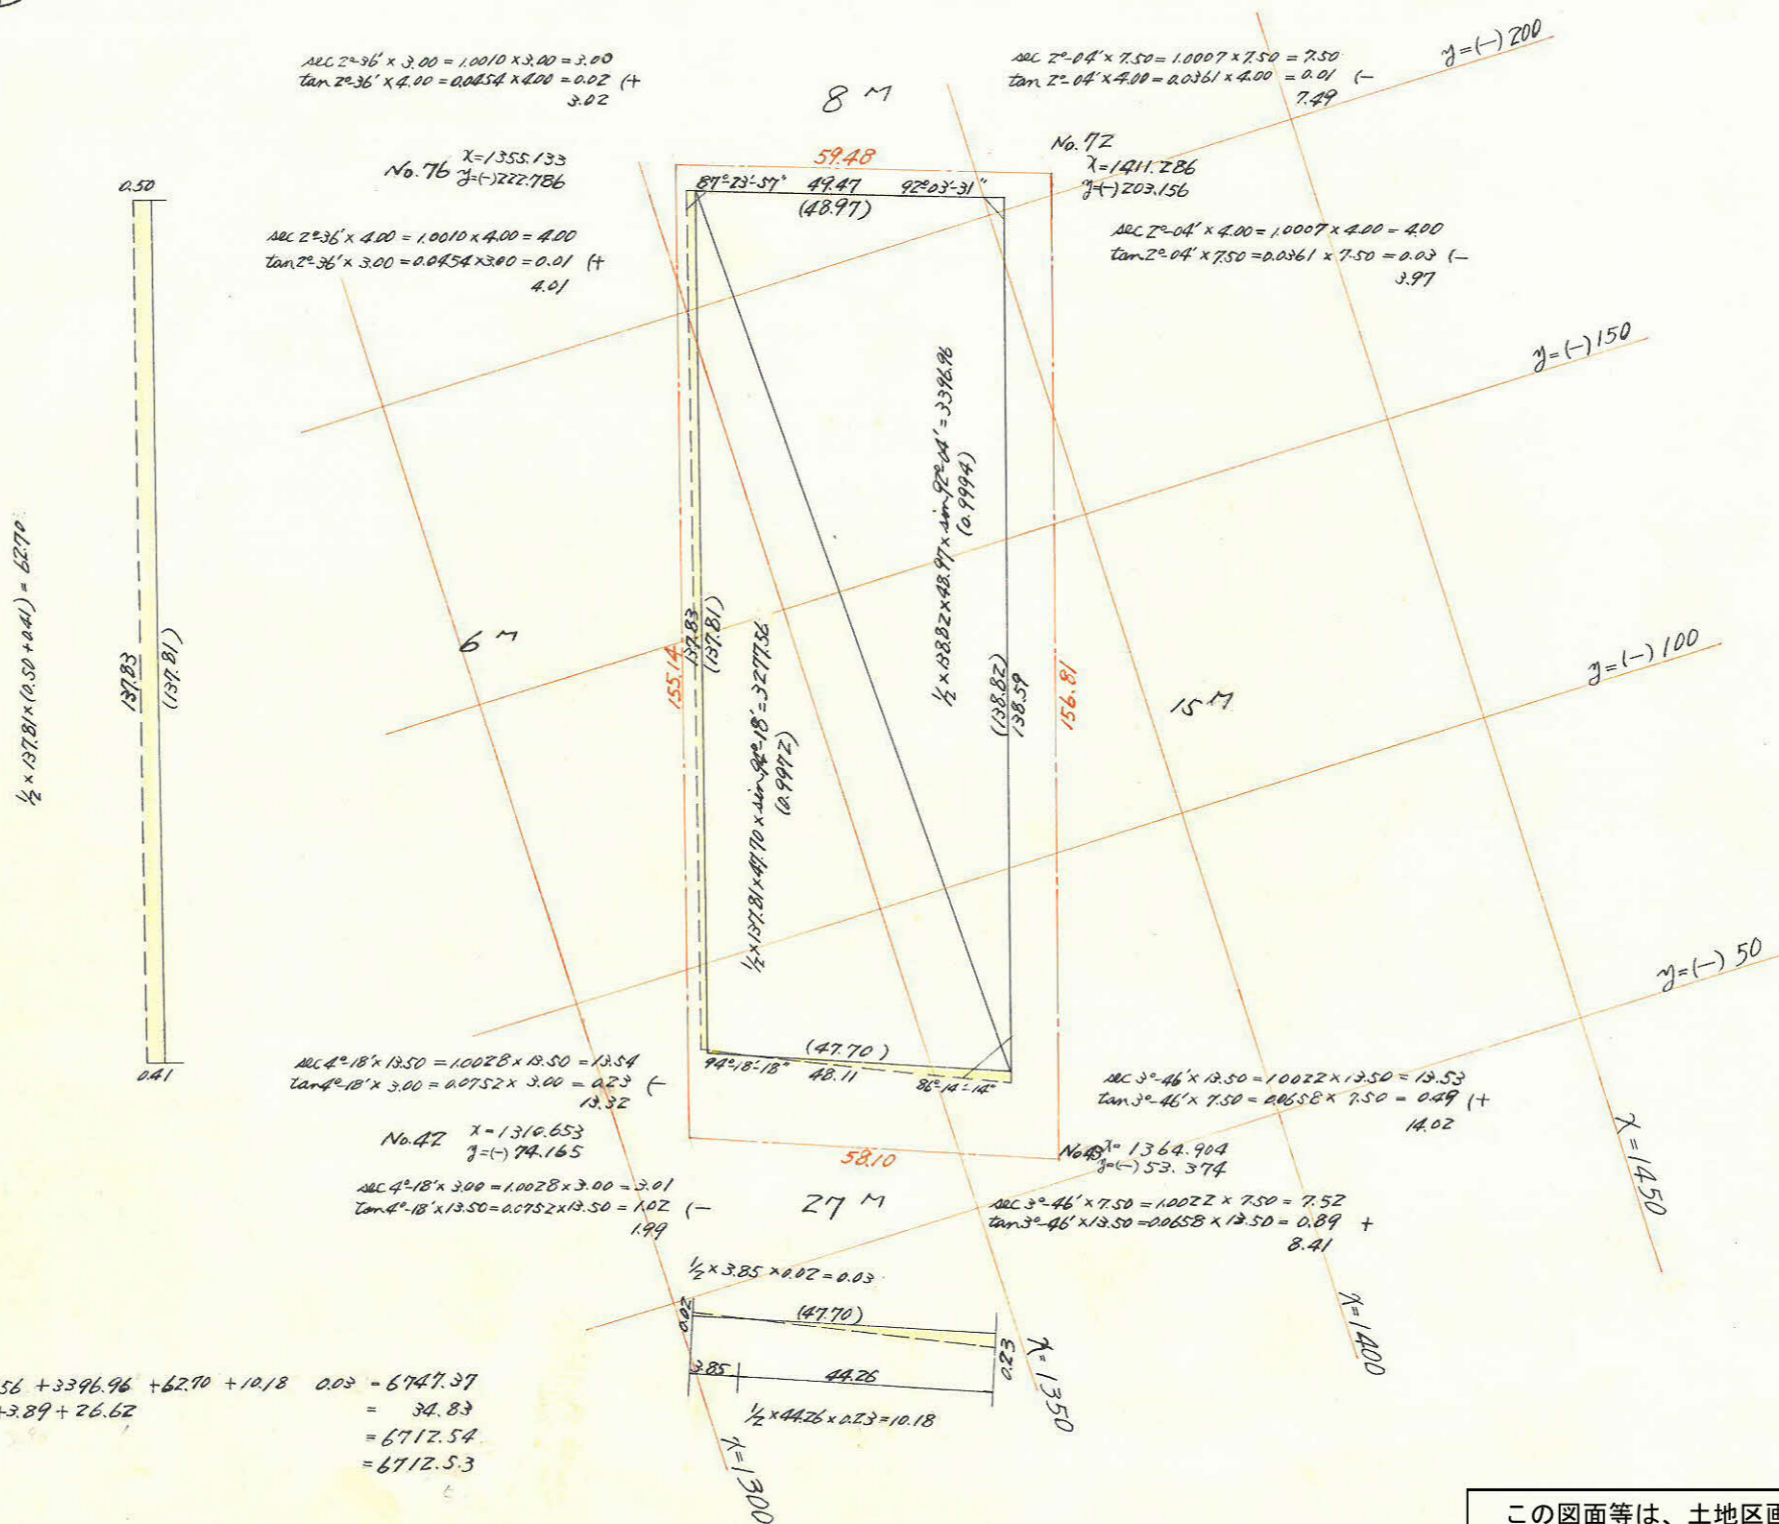 sec 2°-36' × 3.00 = 1.0010 × 3.00 = 3.00
tan 2°-36' × 4.00 = 0.0454 × 4.00 = 0.02 (+
3.02
8 M
sec 2°-04' × 7.50 = 1.0007 × 7.50 = 7.50
tan 2°-04' × 4.00 = 0.0361 × 4.00 = 0.01 (-
7.49
y=(-)200
No.76 x=1355.133
y=(-)222.786
59.48
No.72
x=1411.286
y=(-)203.156
0.50
87°-23'-57" 49.47 92°03'-31"
(48.97)
sec 2°-36' × 4.00 = 1.0010 × 4.00 = 4.00
tan 2°-36' × 3.00 = 0.0454 × 3.00 = 0.01 (+
4.01
sec 2°-04' × 4.00 = 1.0007 × 4.00 = 4.00
tan 2°-04' × 7.50 = 0.0361 × 7.50 = 0.03 (-
3.97
y=(-)150
½ × 138.82 × 48.97 × sin 92°-04' = 3396.96
(0.9994)
½ × 137.81 × (0.50 + 0.41) = 62.70
137.83
(137.81)
6 M
155.14
137.83
(137.81)
½ × 137.81 × 47.70 × sin 94°-18' = 3277.56
(0.9972)
(138.82)
138.59
156.81
15 M
y=(-)100
y=(-)50
0.41
(47.70)
94°-18'-18" 48.11 86°-14'-14"
sec 4°-18' × 13.50 = 1.0028 × 13.50 = 13.54
tan 4°-18' × 3.00 = 0.0752 × 3.00 = 0.23 (-
13.32
sec 3°-46' × 13.50 = 1.0022 × 13.50 = 13.53
tan 3°-46' × 7.50 = 0.0658 × 7.50 = 0.49 (+
14.02
No.42 x=1310.653
y=(-)74.165
58.10
No.43 x=1364.904
y=(-)53.374
sec 4°-18' × 3.00 = 1.0028 × 3.00 = 3.01
tan 4°-18' × 13.50 = 0.0752 × 13.50 = 1.02 (-
1.99
27 M
sec 3°-46' × 7.50 = 1.0022 × 7.50 = 7.52
tan 3°-46' × 13.50 = 0.0658 × 13.50 = 0.89 +
8.41
x=1450
½ × 3.85 × 0.02 = 0.03
0.02
(47.70)
0.23
3.85 44.26
½ × 44.26 × 0.23 = 10.18
x=1350
x=1400
x=1300
56 + 3396.96 + 62.70 + 10.18 0.03 = 6747.37
+3.89 + 26.62 = 34.83
= 6712.54
= 6712.53
この図面等は、土地区画